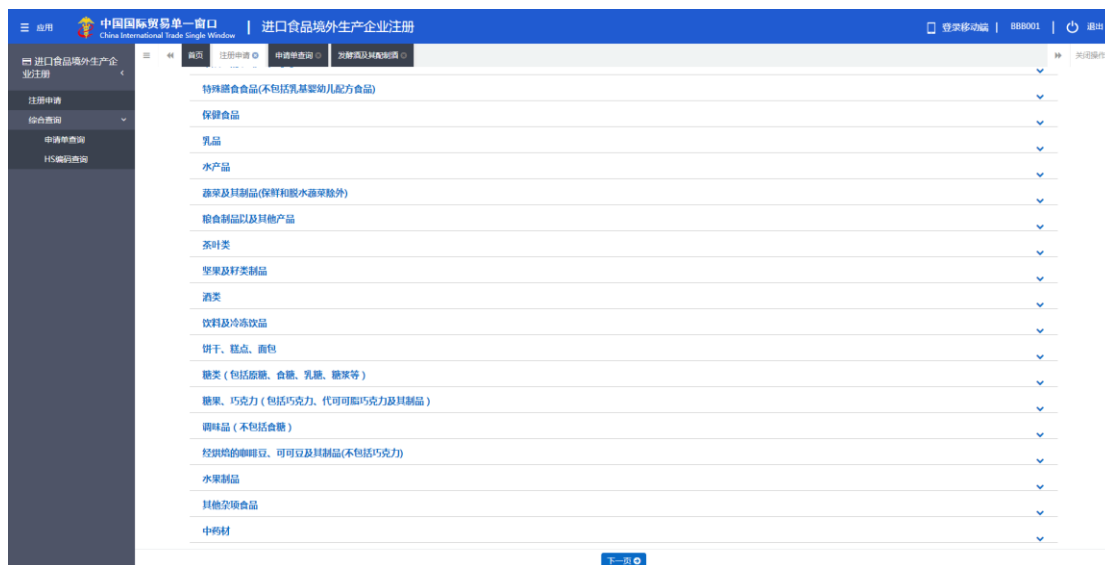 应用
中国国际贸易单一窗口
China International Trade Single Window
进口食品境外生产企业注册
登录移动端
BBB001
退出
进口食品境外生产企
业注册
首页
注册申请
申请单查询
发酵酒及其配制酒
关闭操作
注册申请
综合查询
申请单查询
HS编码查询
特殊膳食食品(不包括乳基婴幼儿配方食品)
保健食品
乳品
水产品
蔬菜及其制品(保鲜和脱水蔬菜除外)
粮食制品以及其他产品
茶叶类
坚果及籽类制品
酒类
饮料及冷冻饮品
饼干、糕点、面包
糖类（包括原糖、食糖、乳糖、糖浆等）
糖果、巧克力（包括巧克力、代可可脂巧克力及其制品）
调味品（不包括食糖）
经烘焙的咖啡豆、可可豆及其制品(不包括巧克力)
水果制品
其他杂项食品
中药材
下一页